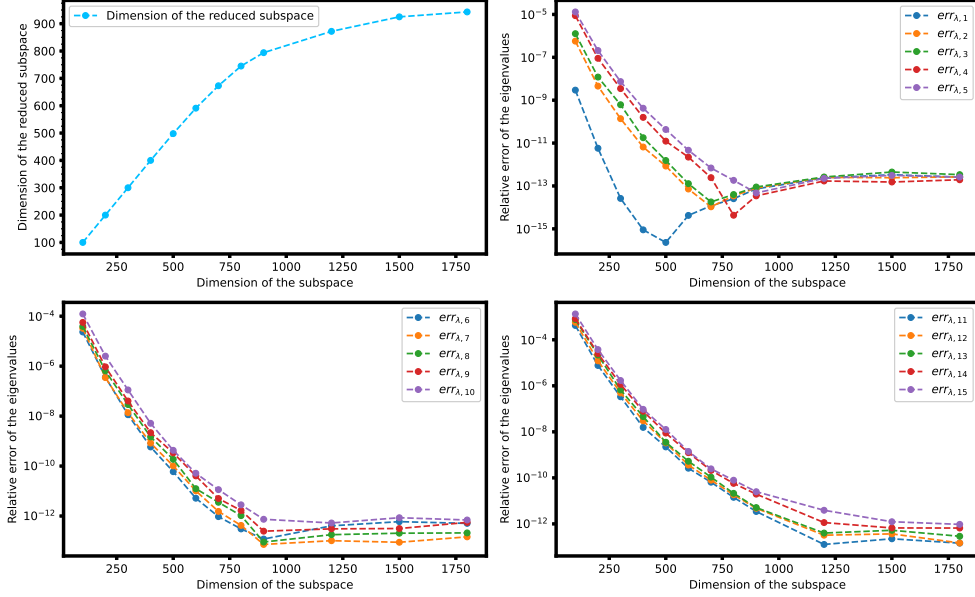 Dimension of the reduced subspace
900
800
700
600
500
400
300
200
100
Dimension of the reduced subspace
250 500 750 1000 1250 1500 1750
Dimension of the subspace
10⁻⁵
10⁻⁷
10⁻⁹
10⁻¹¹
10⁻¹³
10⁻¹⁵
Relative error of the eigenvalues
err_λ, 1
err_λ, 2
err_λ, 3
err_λ, 4
err_λ, 5
250 500 750 1000 1250 1500 1750
Dimension of the subspace
10⁻⁴
10⁻⁶
10⁻⁸
10⁻¹⁰
10⁻¹²
Relative error of the eigenvalues
err_λ, 6
err_λ, 7
err_λ, 8
err_λ, 9
err_λ, 10
250 500 750 1000 1250 1500 1750
Dimension of the subspace
10⁻⁴
10⁻⁶
10⁻⁸
10⁻¹⁰
10⁻¹²
Relative error of the eigenvalues
err_λ, 11
err_λ, 12
err_λ, 13
err_λ, 14
err_λ, 15
250 500 750 1000 1250 1500 1750
Dimension of the subspace